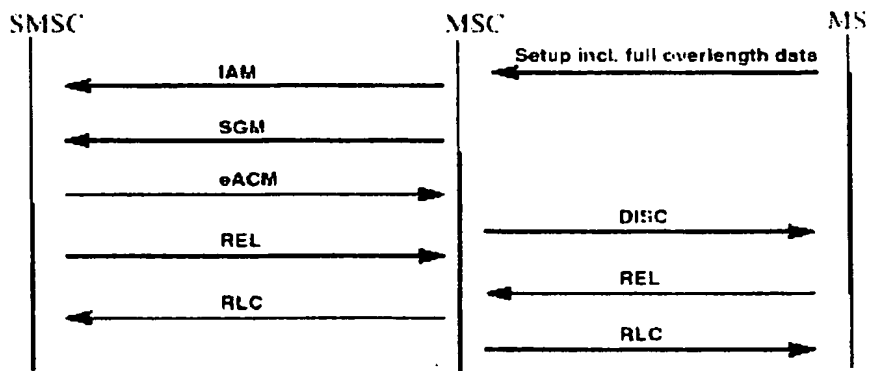 SMSC MSC MS
Setup incl. full overlength data
IAM
SGM
eACM
DISC
REL
REL
RLC
RLC